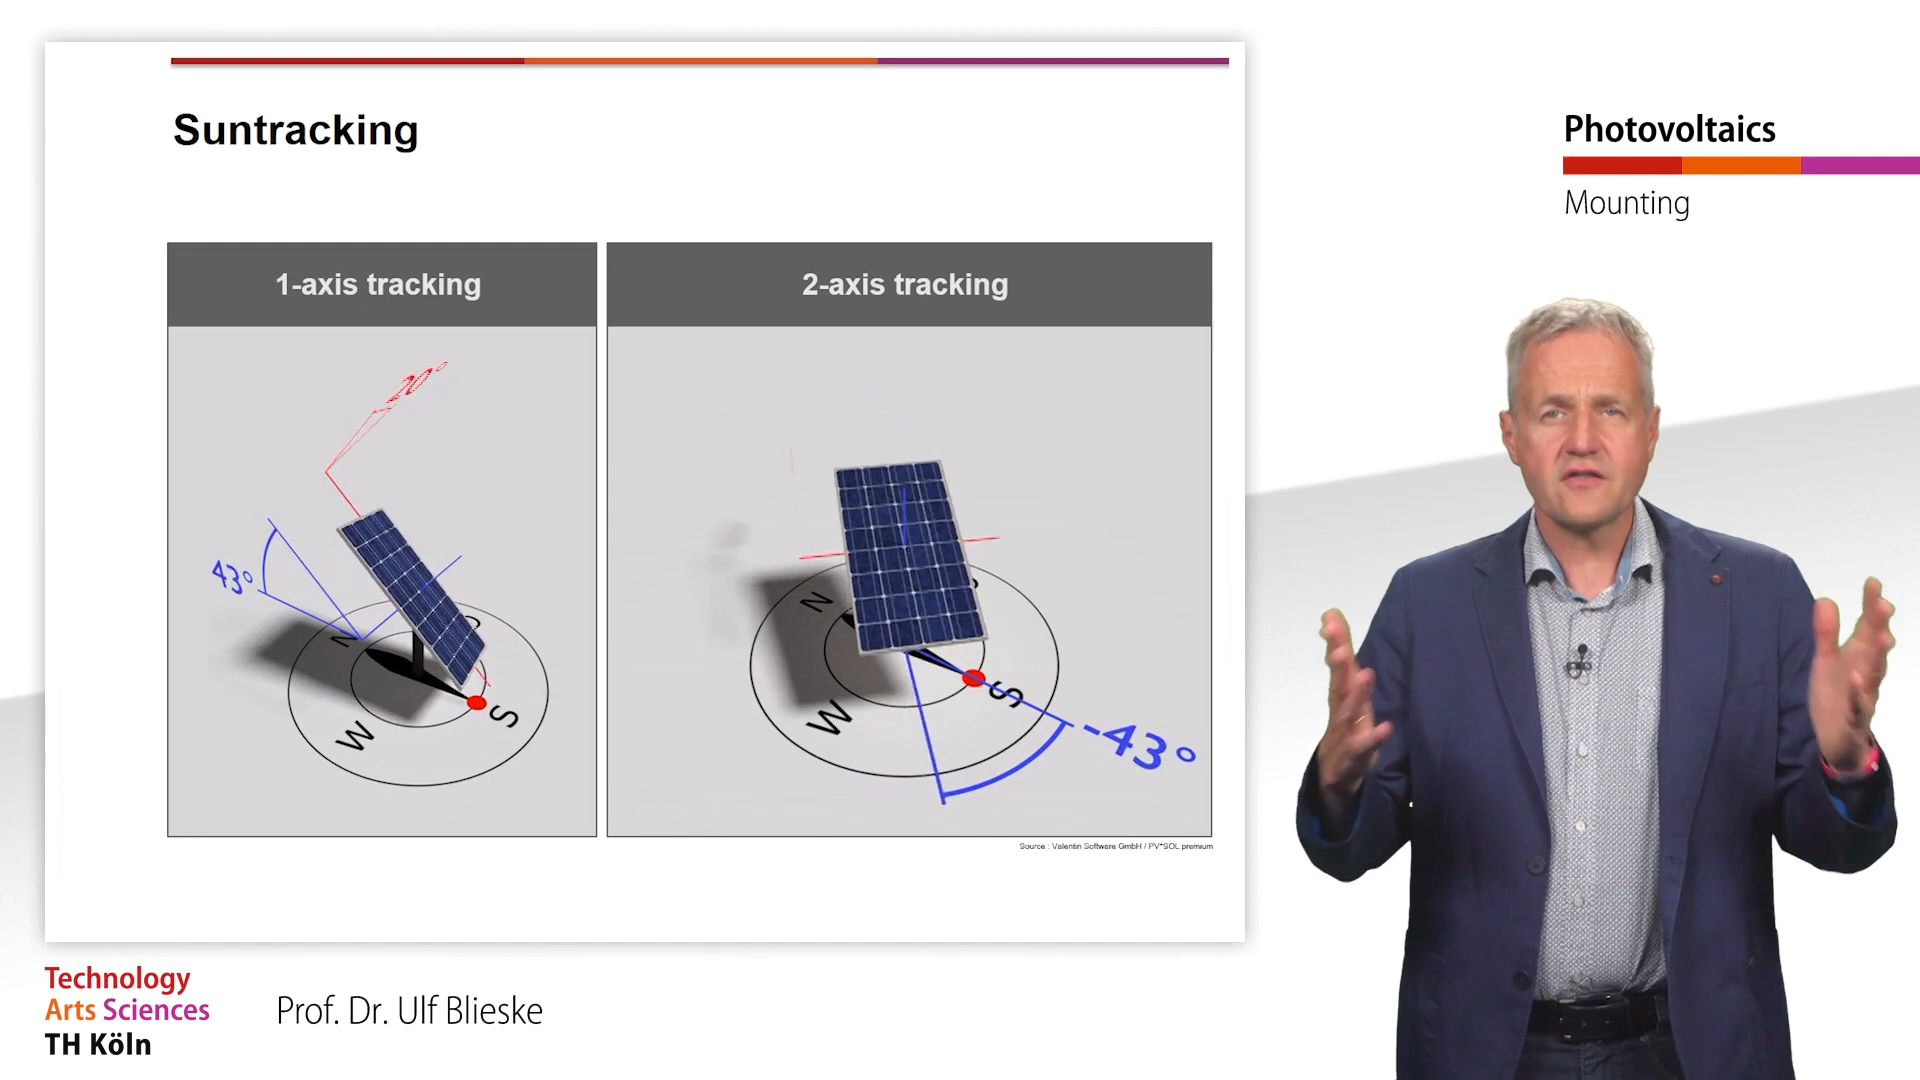 Suntracking
1-axis tracking
2-axis tracking
43°
N
W
S
N
W
S
-43°
Source : Valentin Software GmbH / PV*SOL premium
Photovoltaics
Mounting
Technology
Arts Sciences
TH Köln
Prof. Dr. Ulf Blieske